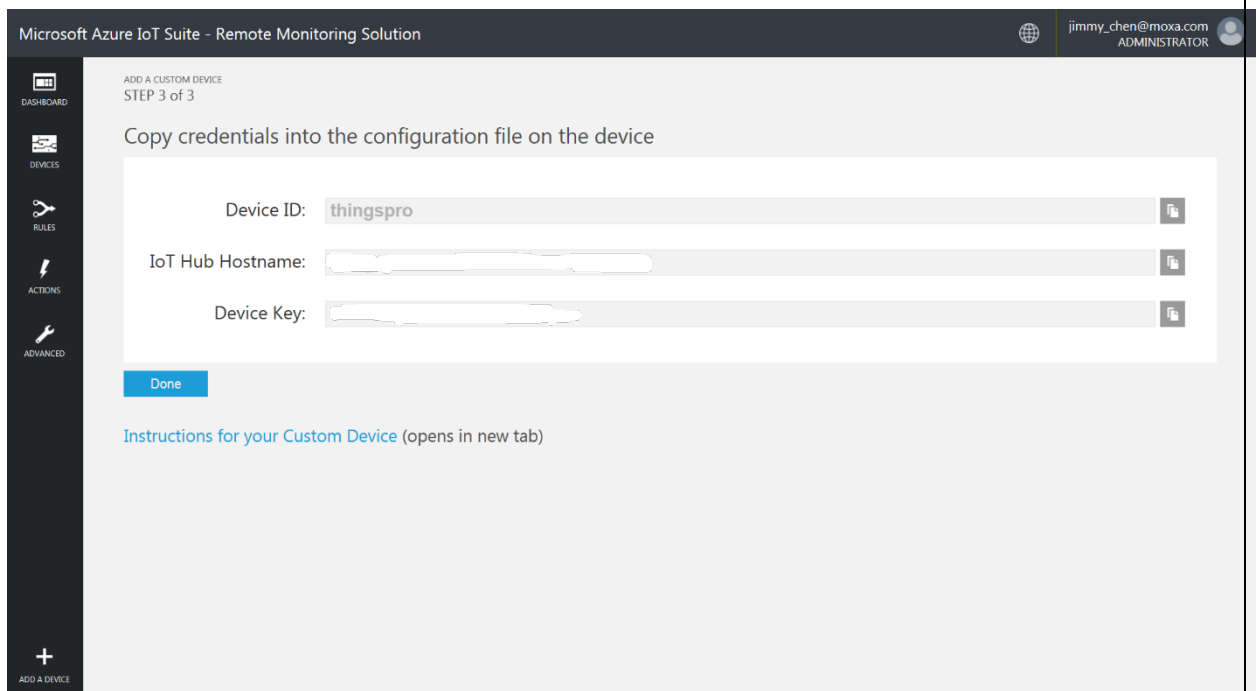 Microsoft Azure IoT Suite - Remote Monitoring Solution
jimmy_chen@moxa.com
ADMINISTRATOR
DASHBOARD
DEVICES
RULES
ACTIONS
ADVANCED
ADD A DEVICE
ADD A CUSTOM DEVICE
STEP 3 of 3
Copy credentials into the configuration file on the device
Device ID: thingspro
IoT Hub Hostname:
Device Key:
Done
Instructions for your Custom Device (opens in new tab)